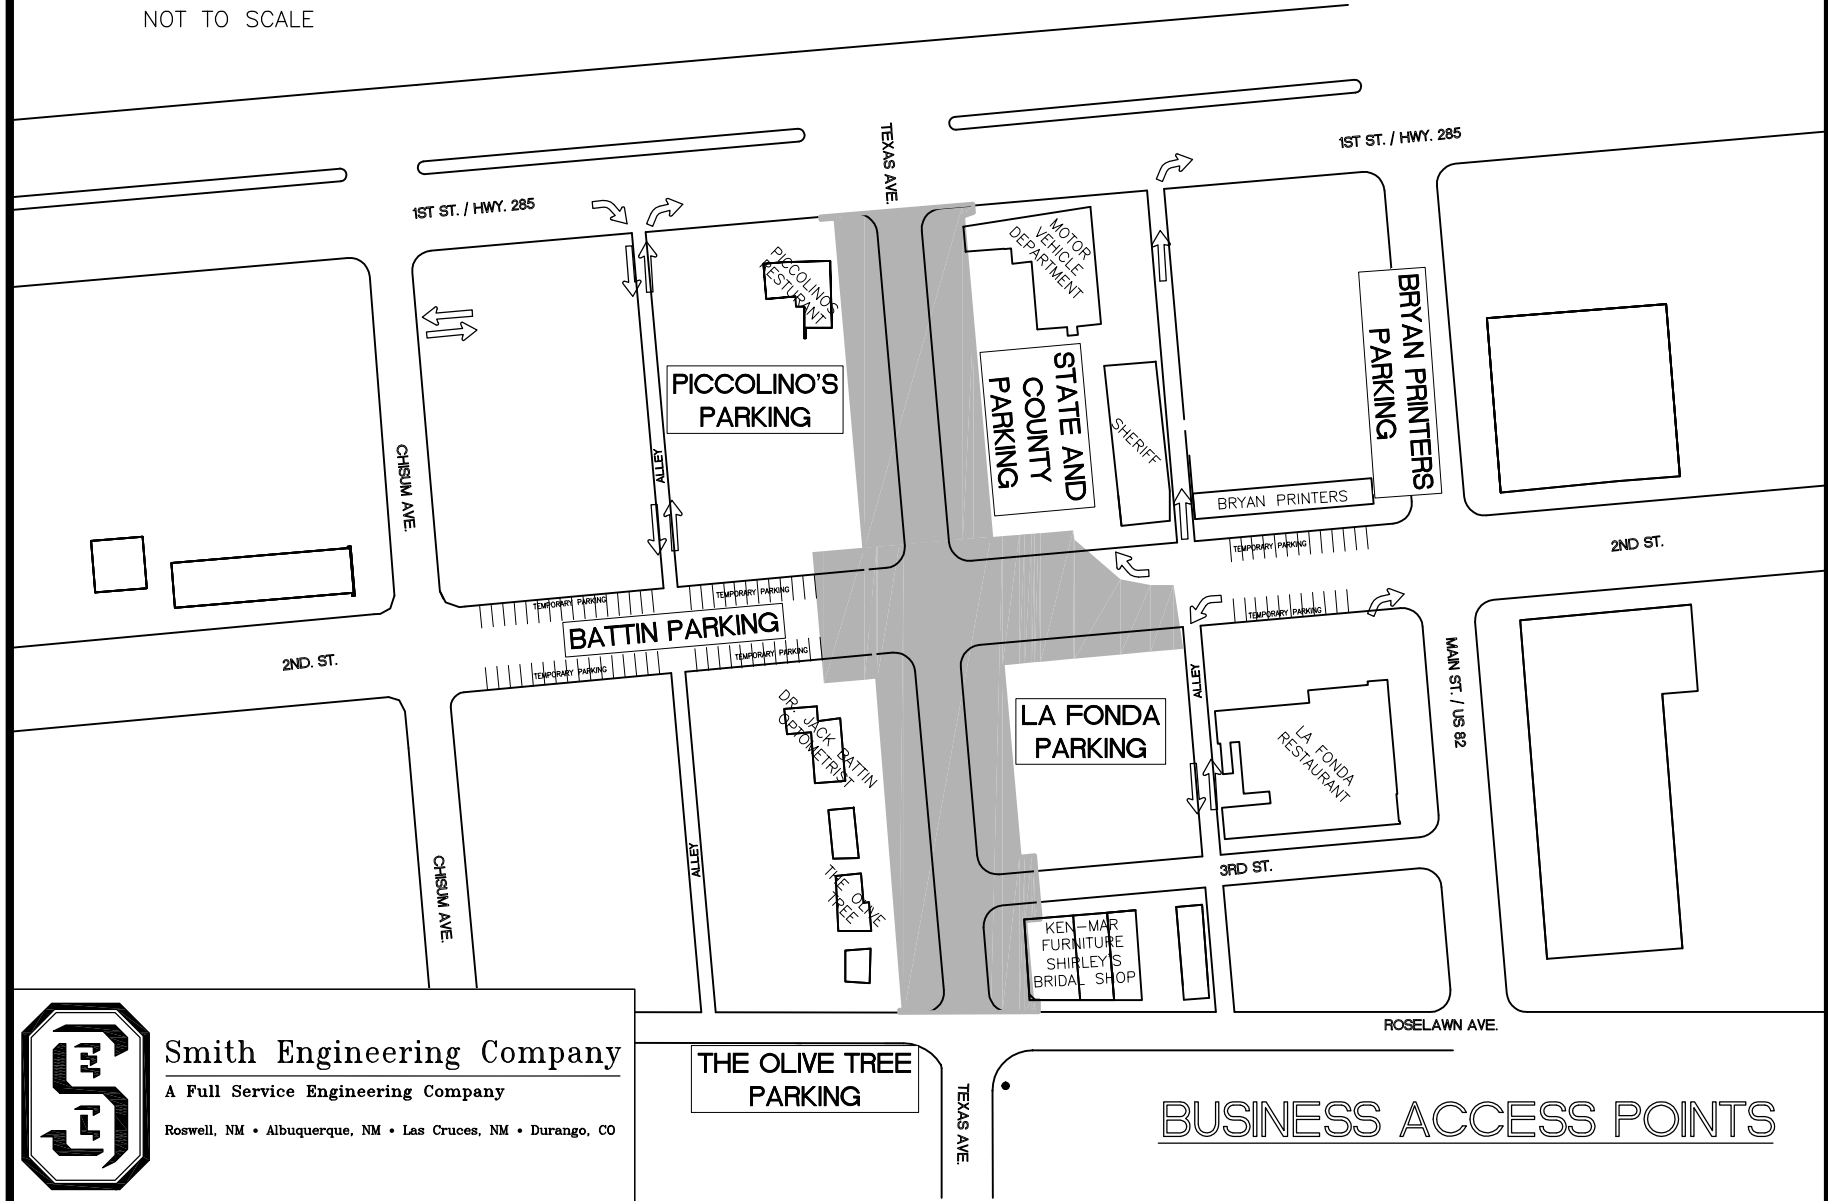 NOT TO SCALE
TEXAS AVE.
1ST ST. / HWY. 285
1ST ST. / HWY. 285
PICCOLINOS
RESTURANT
MOTOR
VEHICLE
DEPARTMENT
PICCOLINO'S
PARKING
STATE AND
COUNTY
PARKING
SHERIFF
BRYAN PRINTERS
PARKING
CHISUM AVE.
ALLEY
BRYAN PRINTERS
TEMPORARY PARKING
2ND ST.
TEMPORARY PARKING
TEMPORARY PARKING
TEMPORARY PARKING
BATTIN PARKING
2ND. ST.
TEMPORARY PARKING
TEMPORARY PARKING
ALLEY
MAIN ST. / US 82
DR. JACK BATTIN
OPTOMETRIST
LA FONDA
PARKING
LA FONDA
RESTAURANT
CHISUM AVE.
ALLEY
3RD ST.
THE OLIVE
TREE
KEN-MAR
FURNITURE
SHIRLEY'S
BRIDAL SHOP
ROSELAWN AVE.
SEC
Smith Engineering Company
A Full Service Engineering Company
Roswell, NM • Albuquerque, NM • Las Cruces, NM • Durango, CO
THE OLIVE TREE
PARKING
TEXAS AVE.
BUSINESS ACCESS POINTS